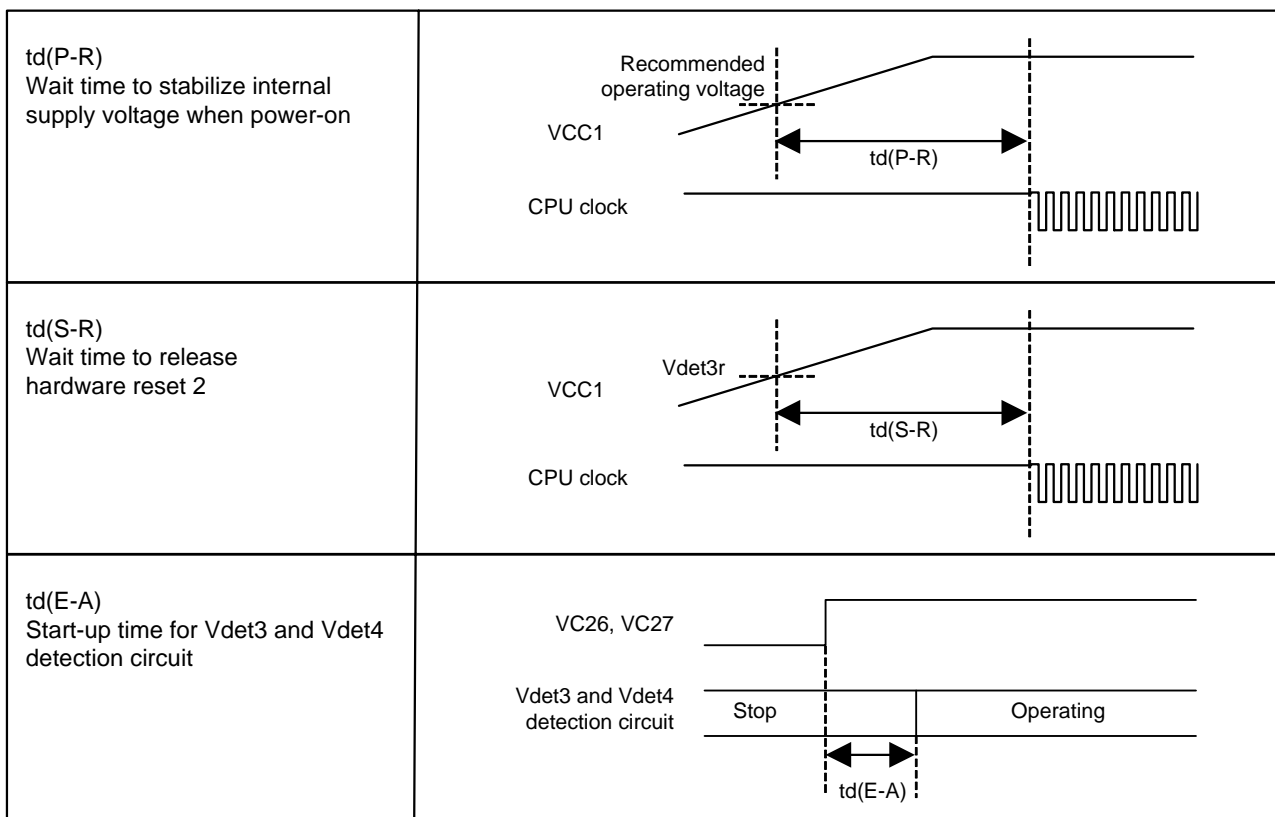 td(P-R)
Wait time to stabilize internal
supply voltage when power-on
Recommended
operating voltage
VCC1
td(P-R)
CPU clock
td(S-R)
Wait time to release
hardware reset 2
Vdet3r
VCC1
td(S-R)
CPU clock
td(E-A)
Start-up time for Vdet3 and Vdet4
detection circuit
VC26, VC27
Vdet3 and Vdet4
detection circuit
Stop
Operating
td(E-A)